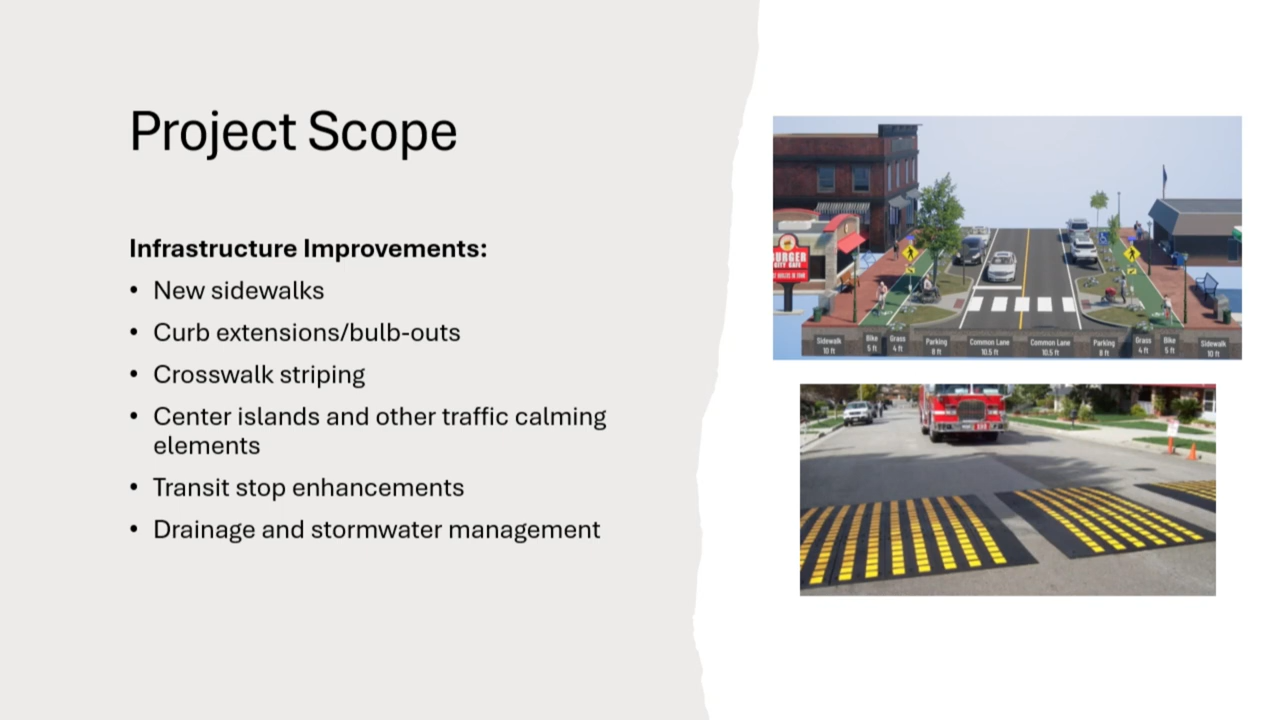 Project Scope
Infrastructure Improvements:
• New sidewalks
• Curb extensions/bulb-outs
• Crosswalk striping
• Center islands and other traffic calming
elements
• Transit stop enhancements
• Drainage and stormwater management
BURGER
CITY CAFE
Sidewalk
10 ft
Bike
5 ft
Grass
4 ft
Parking
8 ft
Common Lane
10.5 ft
Common Lane
10.5 ft
Parking
8 ft
Grass
4 ft
Bike
5 ft
Sidewalk
10 ft